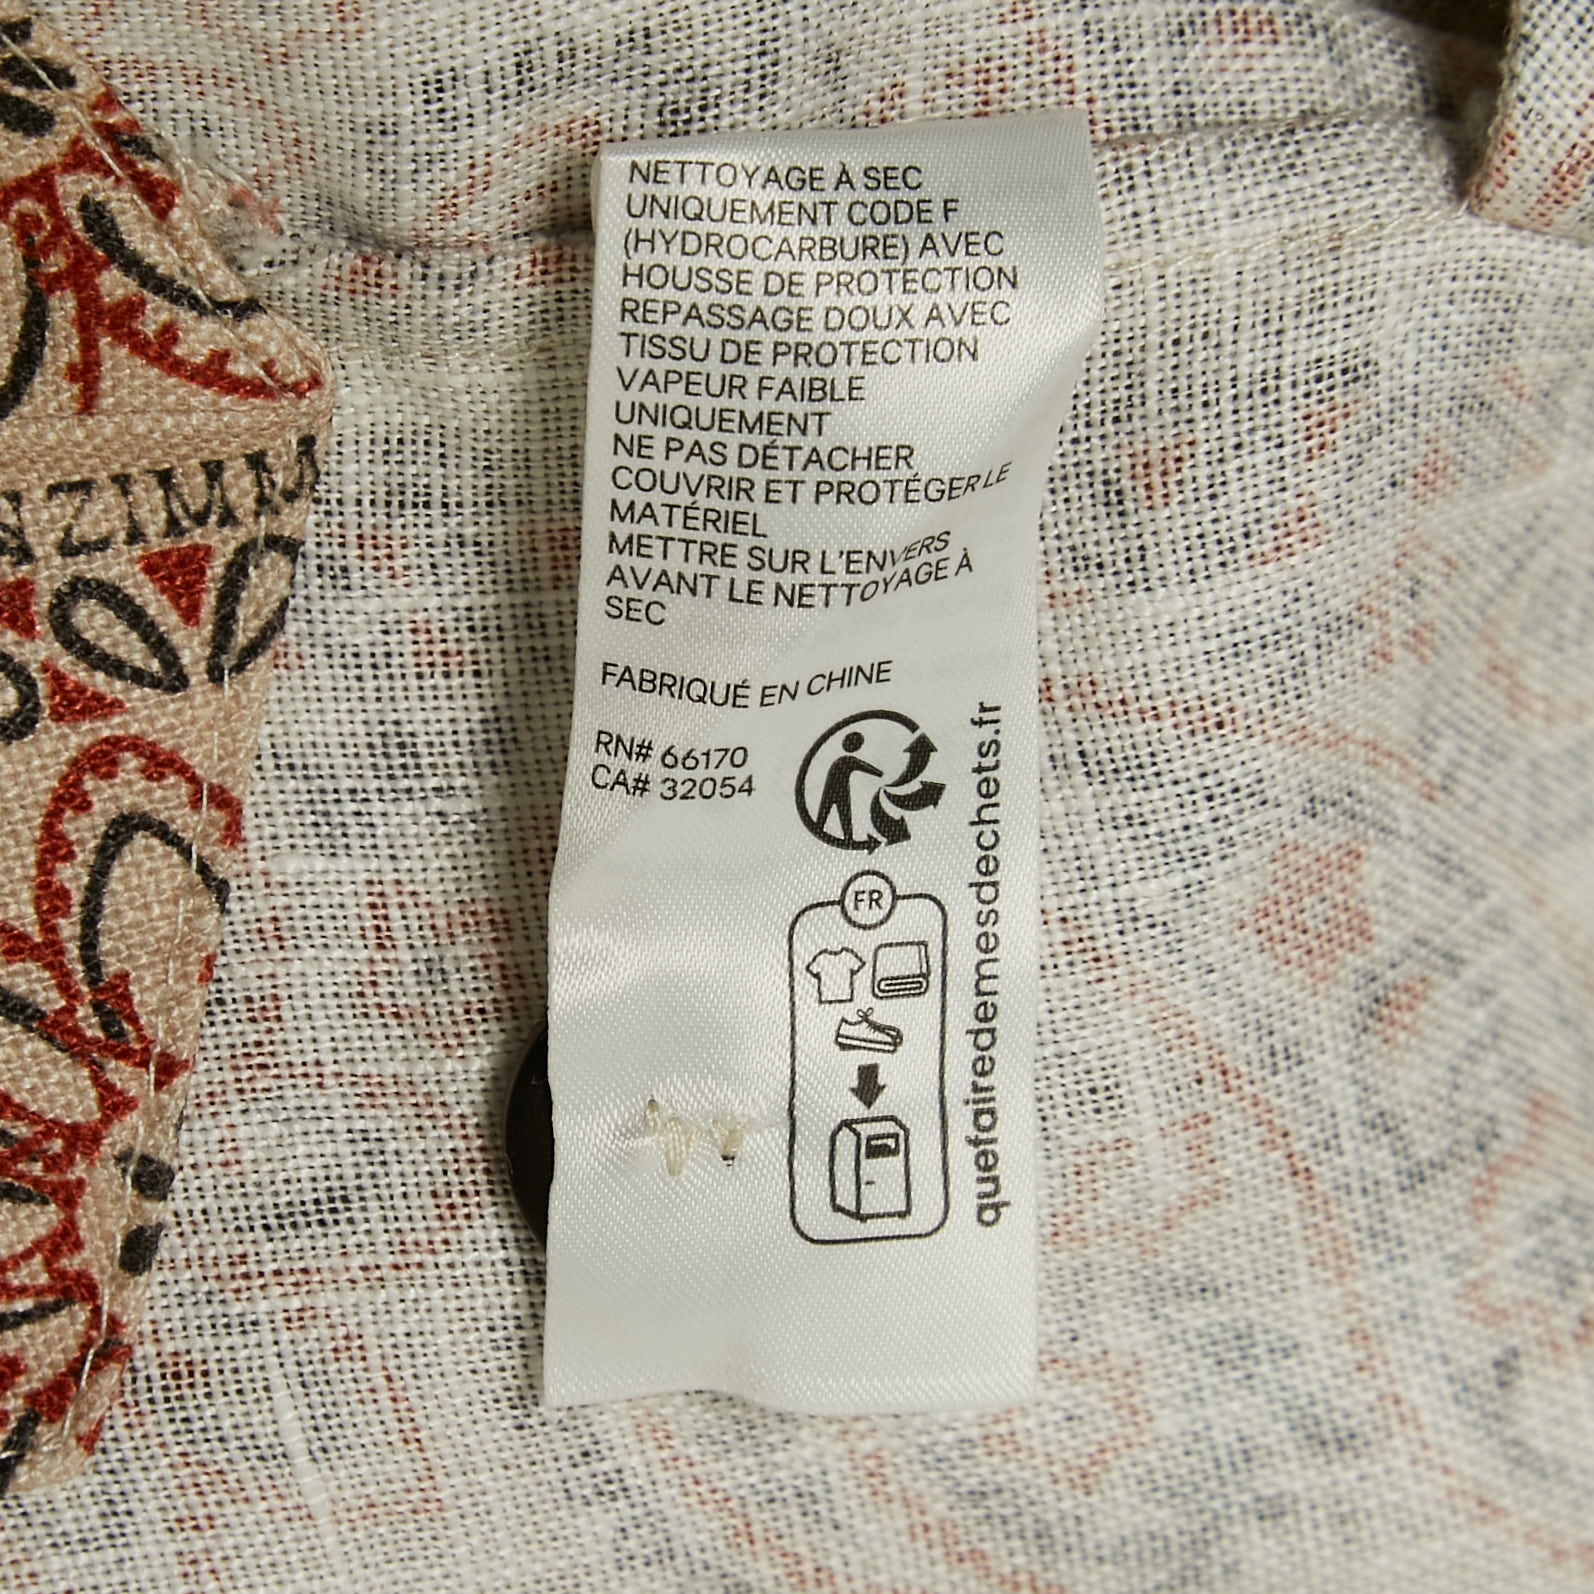 NETTOYAGE À SEC
UNIQUEMENT CODE F
(HYDROCARBURE) AVEC
HOUSSE DE PROTECTION
REPASSAGE DOUX AVEC
TISSU DE PROTECTION
VAPEUR FAIBLE
UNIQUEMENT
NE PAS DÉTACHER
COUVRIR ET PROTÉGER LE
MATÉRIEL
METTRE SUR L'ENVERS
AVANT LE NETTOYAGE À
SEC
FABRIQUÉ EN CHINE
RN# 66170
CA# 32054
FR
quefairedemesdechets.fr